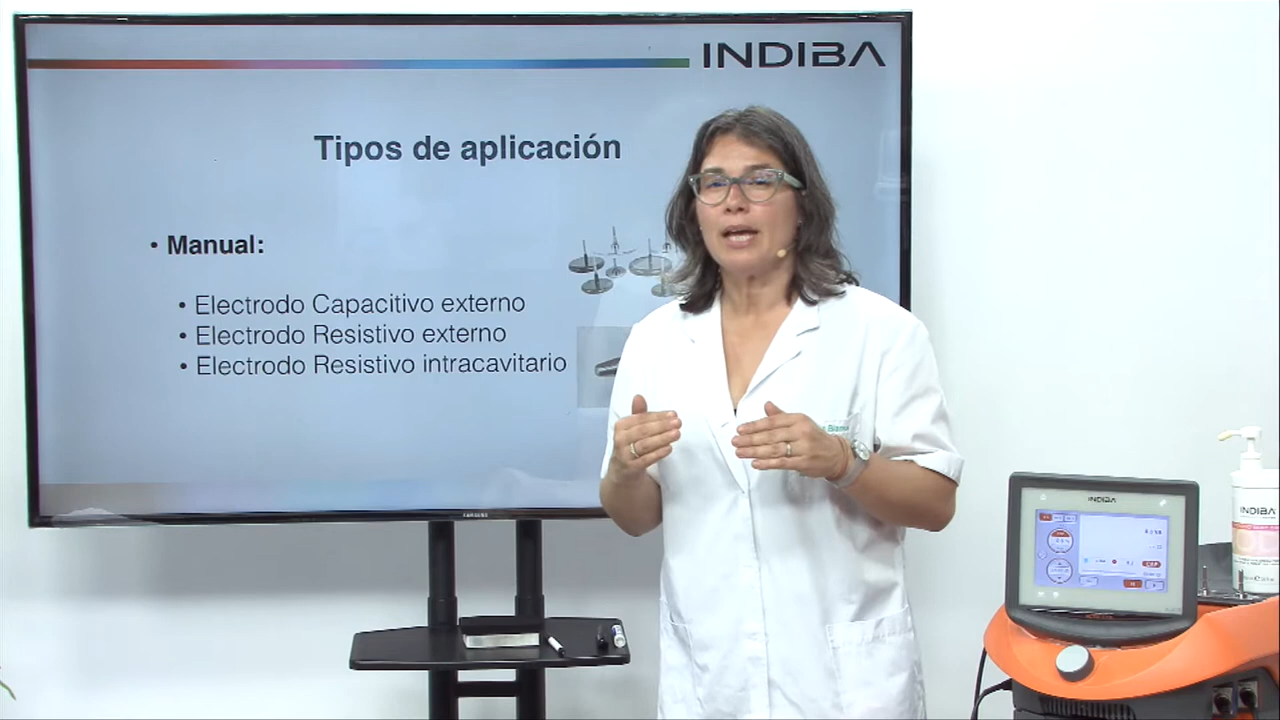 INDIBA
Tipos de aplicación
• Manual:
• Electrodo Capacitivo externo
• Electrodo Resistivo externo
• Electrodo Resistivo intracavitario
SAMSUNG
INDIBA
INDIBA